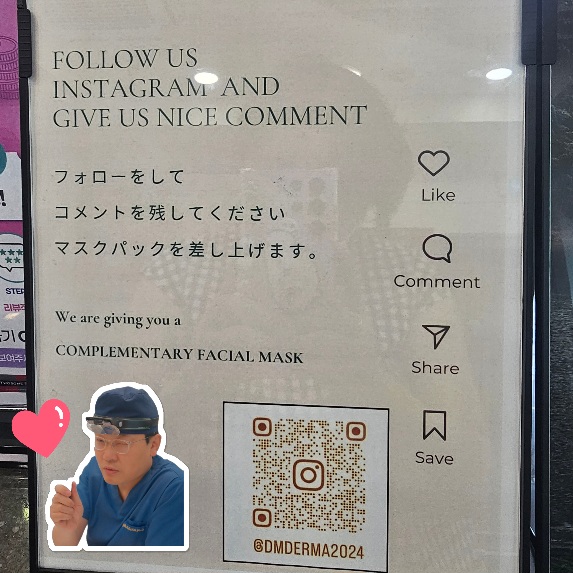 FOLLOW US
INSTAGRAM AND
GIVE US NICE COMMENT
フォローをして
コメントを残してください
マスクパックを差し上げます。
We are giving you a
COMPLEMENTARY FACIAL MASK
Like
Comment
Share
Save
@DMDERMA2024
STEP